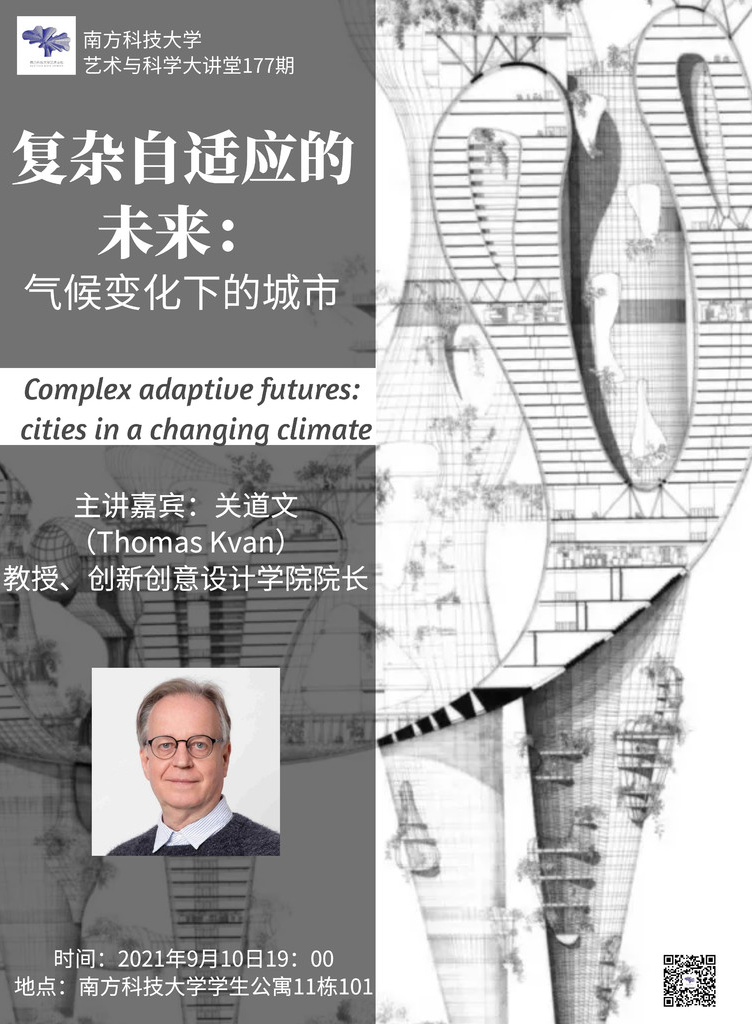 南方科技大学
艺术与科学大讲堂177期
复杂自适应的
未来：
气候变化下的城市
Complex adaptive futures:
cities in a changing climate
主讲嘉宾：关道文
（Thomas Kvan）
教授、创新创意设计学院院长
时间：2021年9月10日19：00
地点：南方科技大学学生公寓11栋101